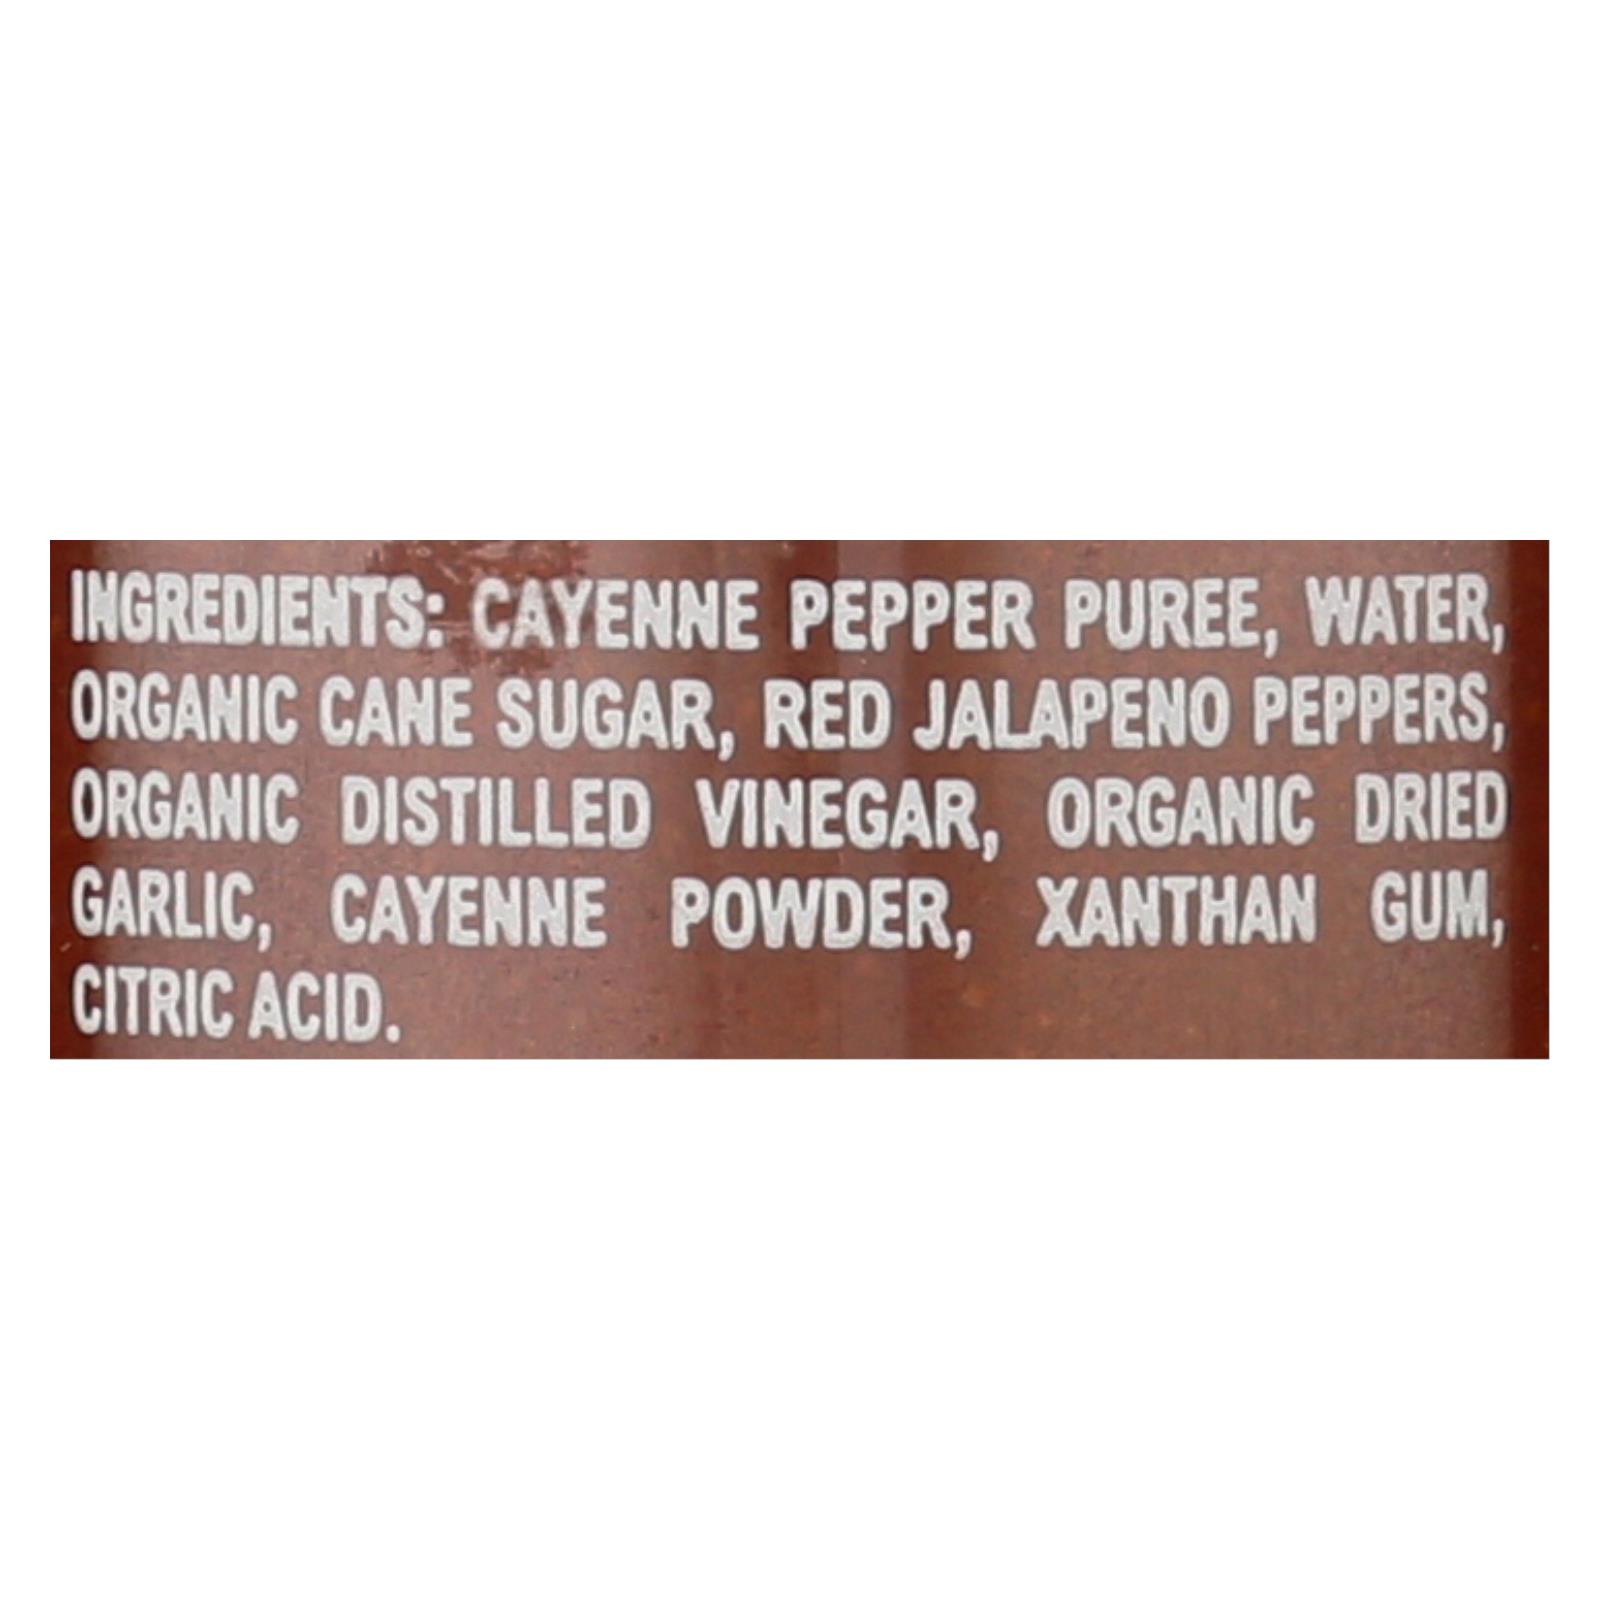 INGREDIENTS: CAYENNE PEPPER PUREE, WATER,
ORGANIC CANE SUGAR, RED JALAPENO PEPPERS,
ORGANIC DISTILLED VINEGAR, ORGANIC DRIED
GARLIC, CAYENNE POWDER, XANTHAN GUM,
CITRIC ACID.